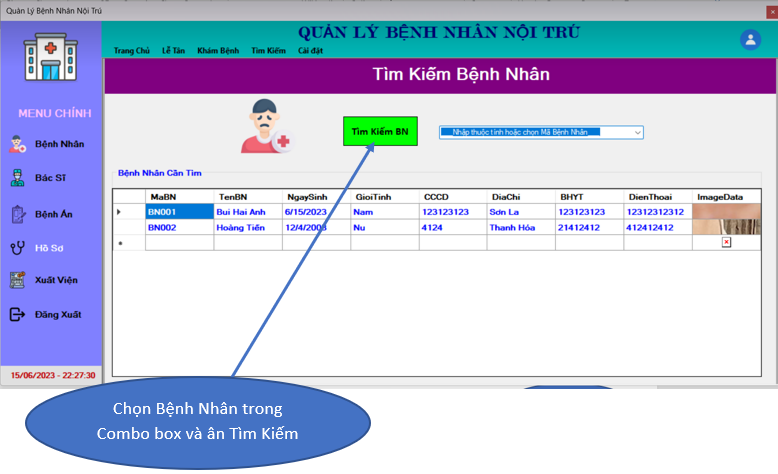 Quản Lý Bệnh Nhân Nội Trú
QUẢN LÝ BỆNH NHÂN NỘI TRÚ
Trang Chủ Lễ Tân Khám Bệnh Tìm Kiếm Cài đặt
Tìm Kiếm Bệnh Nhân
MENU CHÍNH
Bệnh Nhân
Bác Sĩ
Bệnh Án
Hồ Sơ
Xuất Viện
Đăng Xuất
15/06/2023 - 22:27:30
Tìm Kiếm BN
Nhập thuộc tính hoặc chọn Mã Bệnh Nhân
Bệnh Nhân Cần Tìm
MaBN TenBN NgaySinh GioiTinh CCCD DiaChi BHYT DienThoai ImageData
BN001 Bui Hai Anh 6/15/2023 Nam 123123123 Sơn La 123123123 12312312312
BN002 Hoàng Tiến 12/4/2003 Nu 4124 Thanh Hóa 21412412 412412412
Chọn Bệnh Nhân trong
Combo box và ân Tìm Kiếm